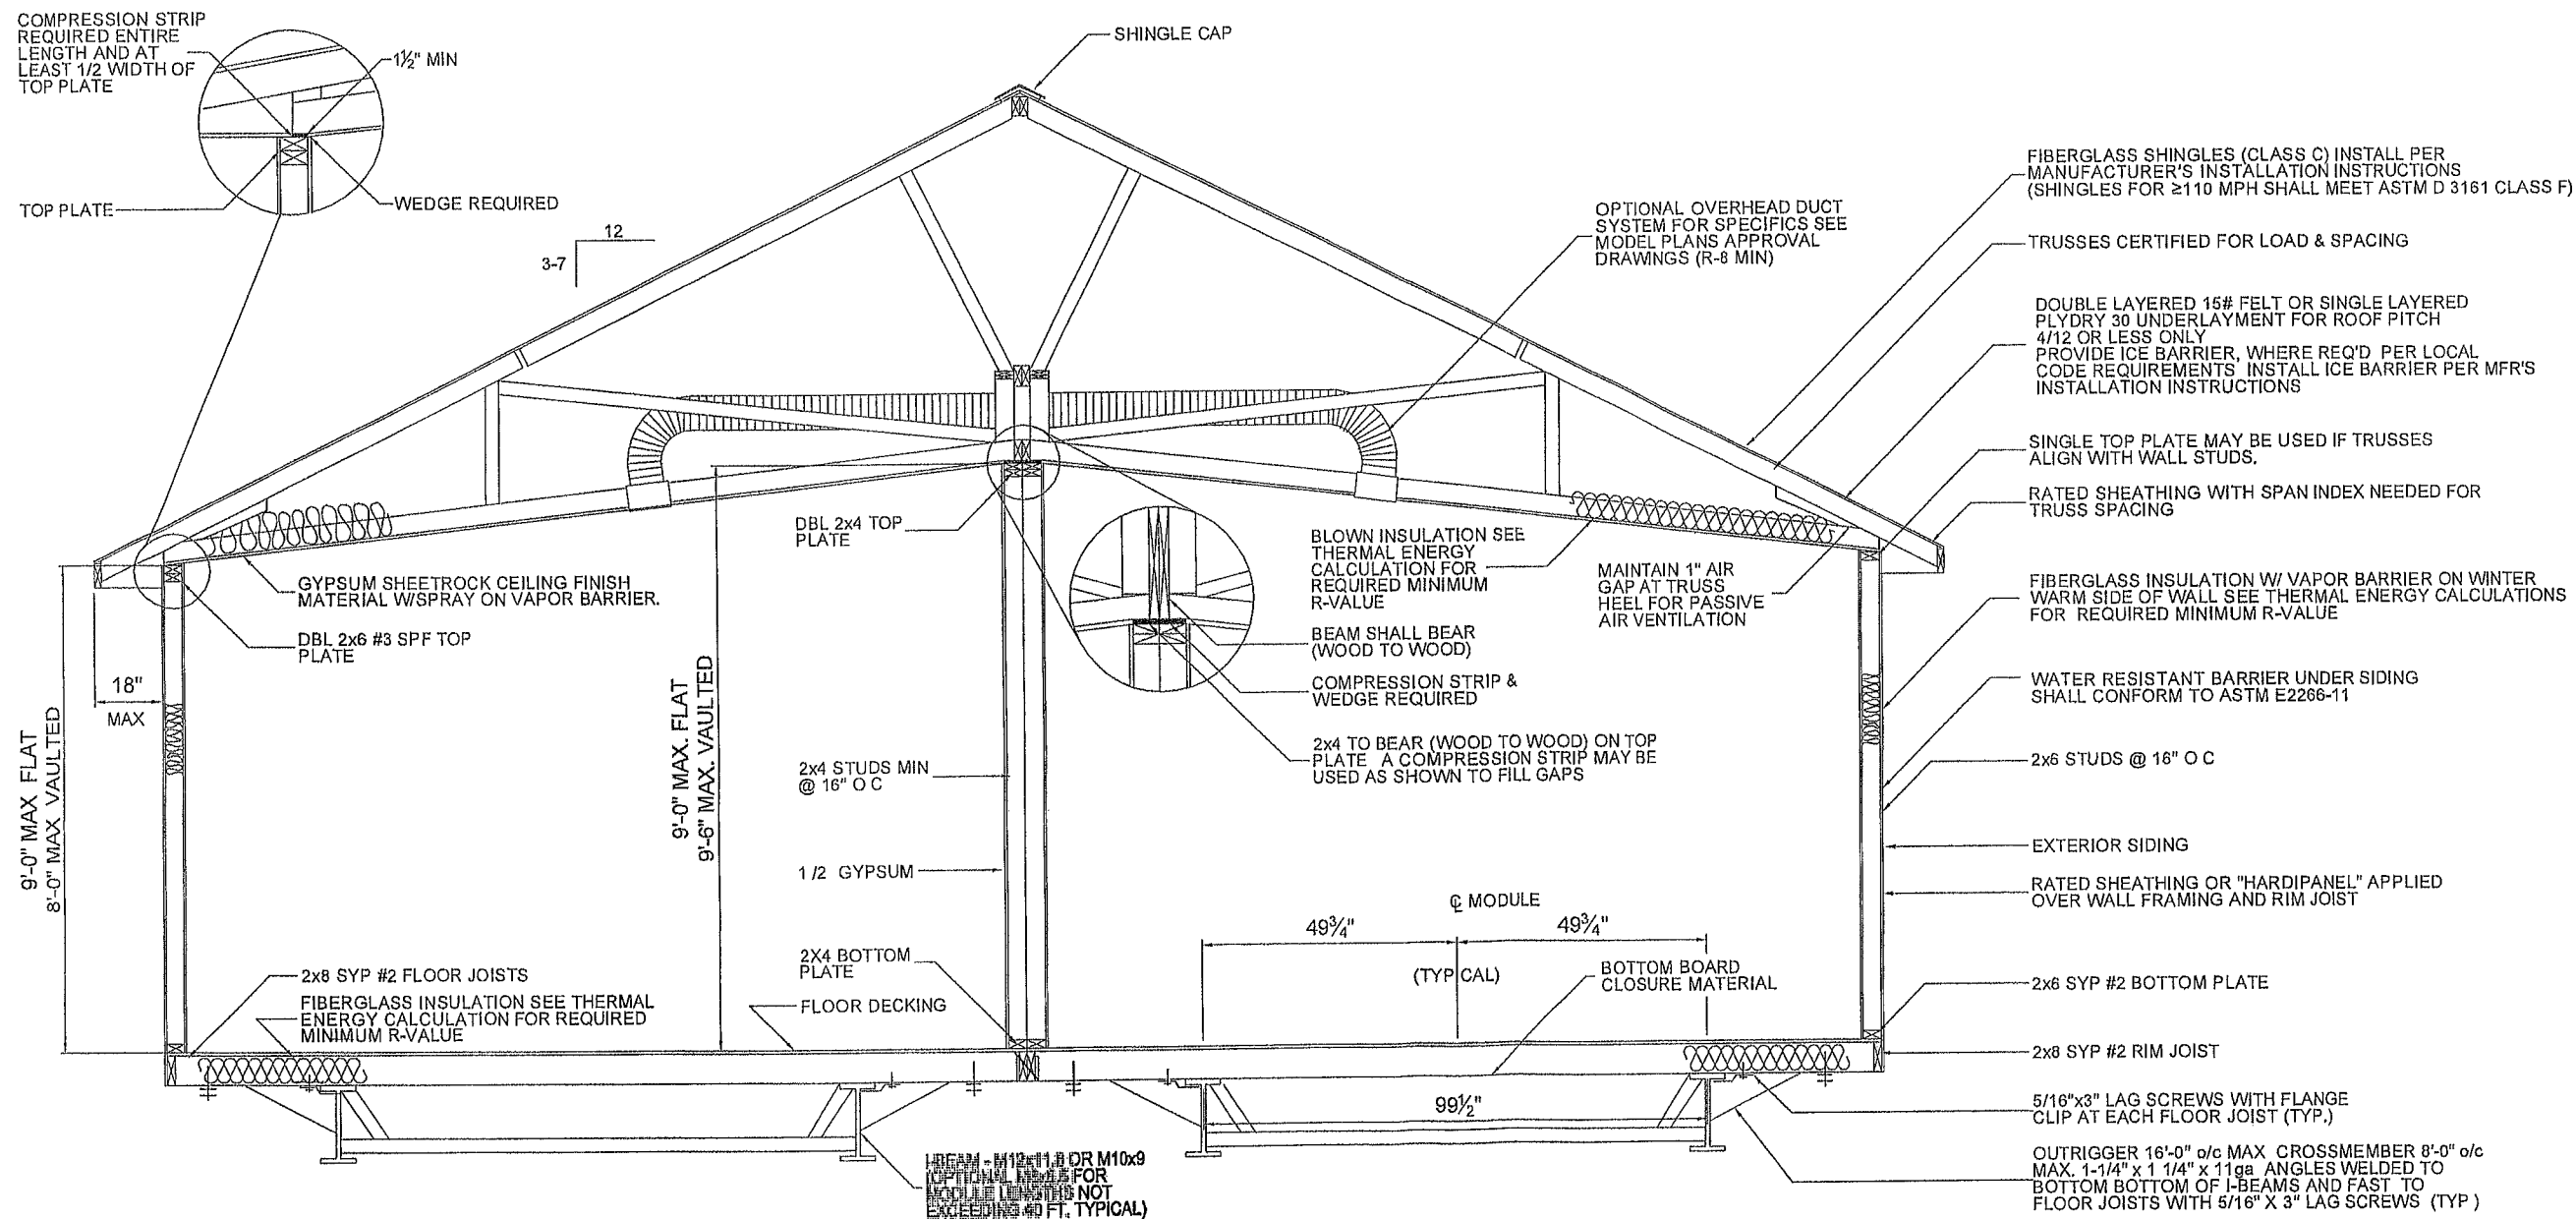 COMPRESSION STRIP
REQUIRED ENTIRE
LENGTH AND AT
LEAST 1/2 WIDTH OF
TOP PLATE
1½" MIN
TOP PLATE
WEDGE REQUIRED
SHINGLE CAP
12
3-7
OPTIONAL OVERHEAD DUCT
SYSTEM FOR SPECIFICS SEE
MODEL PLANS APPROVAL
DRAWINGS (R-8 MIN)
FIBERGLASS SHINGLES (CLASS C) INSTALL PER
MANUFACTURER'S INSTALLATION INSTRUCTIONS
(SHINGLES FOR ≥110 MPH SHALL MEET ASTM D 3161 CLASS F)
TRUSSES CERTIFIED FOR LOAD & SPACING
DOUBLE LAYERED 15# FELT OR SINGLE LAYERED
PLYDRY 30 UNDERLAYMENT FOR ROOF PITCH
4/12 OR LESS ONLY
PROVIDE ICE BARRIER, WHERE REQ'D PER LOCAL
CODE REQUIREMENTS INSTALL ICE BARRIER PER MFR'S
INSTALLATION INSTRUCTIONS
SINGLE TOP PLATE MAY BE USED IF TRUSSES
ALIGN WITH WALL STUDS.
RATED SHEATHING WITH SPAN INDEX NEEDED FOR
TRUSS SPACING
FIBERGLASS INSULATION W/ VAPOR BARRIER ON WINTER
WARM SIDE OF WALL SEE THERMAL ENERGY CALCULATIONS
FOR REQUIRED MINIMUM R-VALUE
WATER RESISTANT BARRIER UNDER SIDING
SHALL CONFORM TO ASTM E2266-11
2x6 STUDS @ 16" O C
EXTERIOR SIDING
RATED SHEATHING OR "HARDIPANEL" APPLIED
OVER WALL FRAMING AND RIM JOIST
2x6 SYP #2 BOTTOM PLATE
2x8 SYP #2 RIM JOIST
5/16"x3" LAG SCREWS WITH FLANGE
CLIP AT EACH FLOOR JOIST (TYP.)
OUTRIGGER 16'-0" o/c MAX CROSSMEMBER 8'-0" o/c
MAX. 1-1/4" x 1 1/4" x 11ga ANGLES WELDED TO
BOTTOM BOTTOM OF I-BEAMS AND FAST TO
FLOOR JOISTS WITH 5/16" X 3" LAG SCREWS (TYP )
DBL 2x4 TOP
PLATE
BLOWN INSULATION SEE
THERMAL ENERGY
CALCULATION FOR
REQUIRED MINIMUM
R-VALUE
MAINTAIN 1" AIR
GAP AT TRUSS
HEEL FOR PASSIVE
AIR VENTILATION
BEAM SHALL BEAR
(WOOD TO WOOD)
COMPRESSION STRIP &
WEDGE REQUIRED
2x4 TO BEAR (WOOD TO WOOD) ON TOP
PLATE A COMPRESSION STRIP MAY BE
USED AS SHOWN TO FILL GAPS
GYPSUM SHEETROCK CEILING FINISH
MATERIAL W/SPRAY ON VAPOR BARRIER.
DBL 2x6 #3 SPF TOP
PLATE
18"
MAX
9'-0" MAX FLAT
8'-0" MAX VAULTED
9'-0" MAX. FLAT
9'-6" MAX. VAULTED
2x4 STUDS MIN
@ 16" O C
1 /2 GYPSUM
2X4 BOTTOM
PLATE
FLOOR DECKING
℄ MODULE
49¾"
49¾"
(TYP CAL)
BOTTOM BOARD
CLOSURE MATERIAL
2x8 SYP #2 FLOOR JOISTS
FIBERGLASS INSULATION SEE THERMAL
ENERGY CALCULATION FOR REQUIRED
MINIMUM R-VALUE
99½"
I-BEAM - M12x11.8 OR M10x9
(OPTIONAL FOR
MODULE LENGTHS NOT
EXCEEDING 40 FT. TYPICAL)